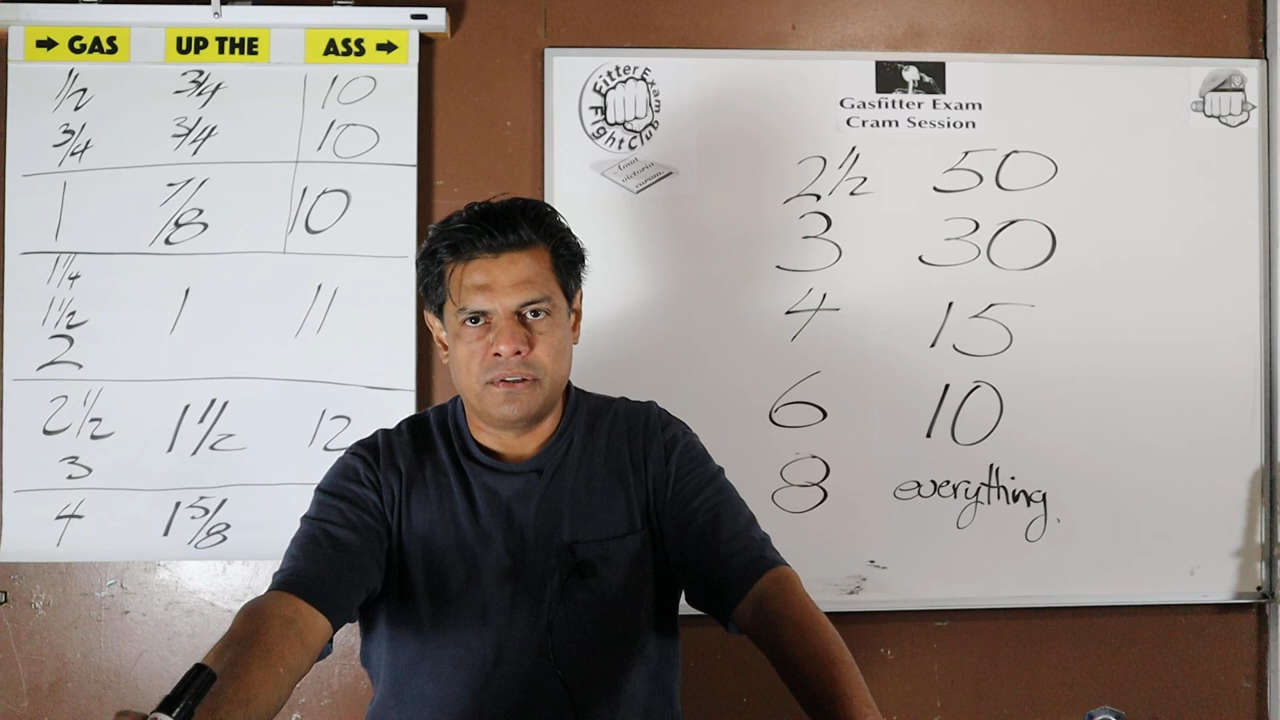 → GAS UP THE ASS →
1/2 3/4 10
3/4 3/4 10
1 7/8 10
1 1/4
1 1/2 1 11
2
2 1/2 1 1/2 12
3
4 1 5/8
Fitter Exam
Fight Club
Amat
victoria
curam.
Gasfitter Exam
Cram Session
2 1/2 50
3 30
4 15
6 10
8 everything.